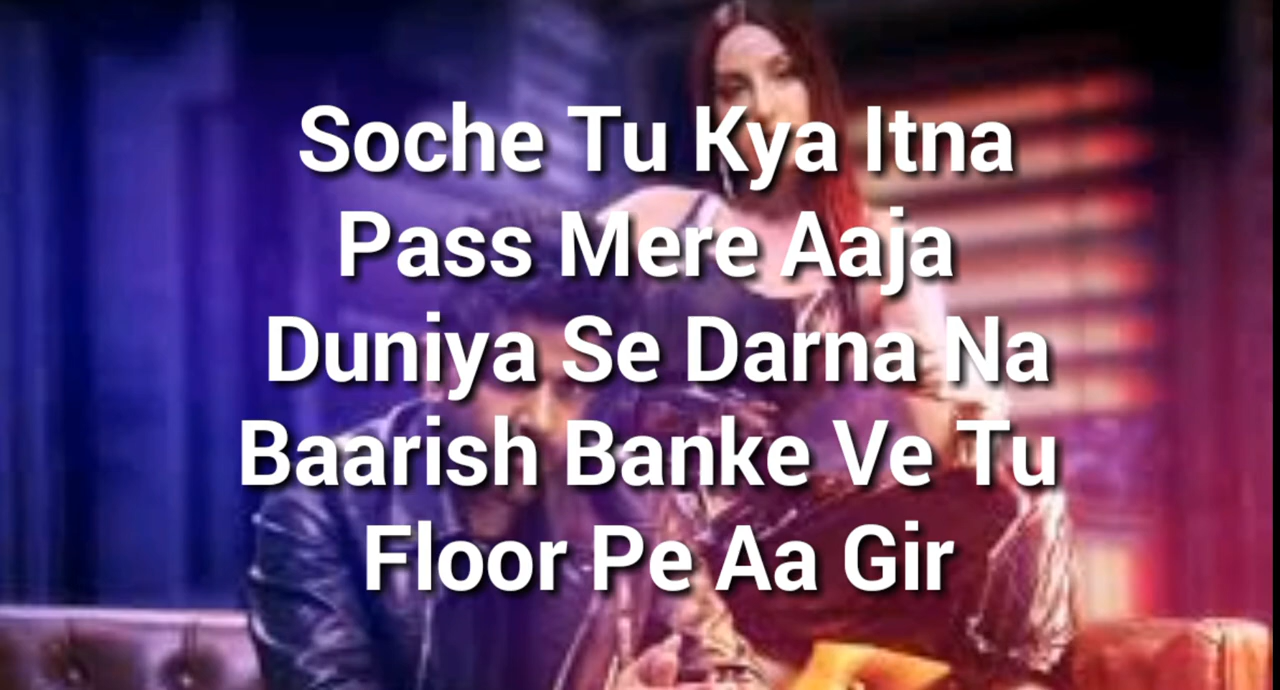 Soche Tu Kya Itna
Pass Mere Aaja
Duniya Se Darna Na
Baarish Banke Ve Tu
Floor Pe Aa Gir